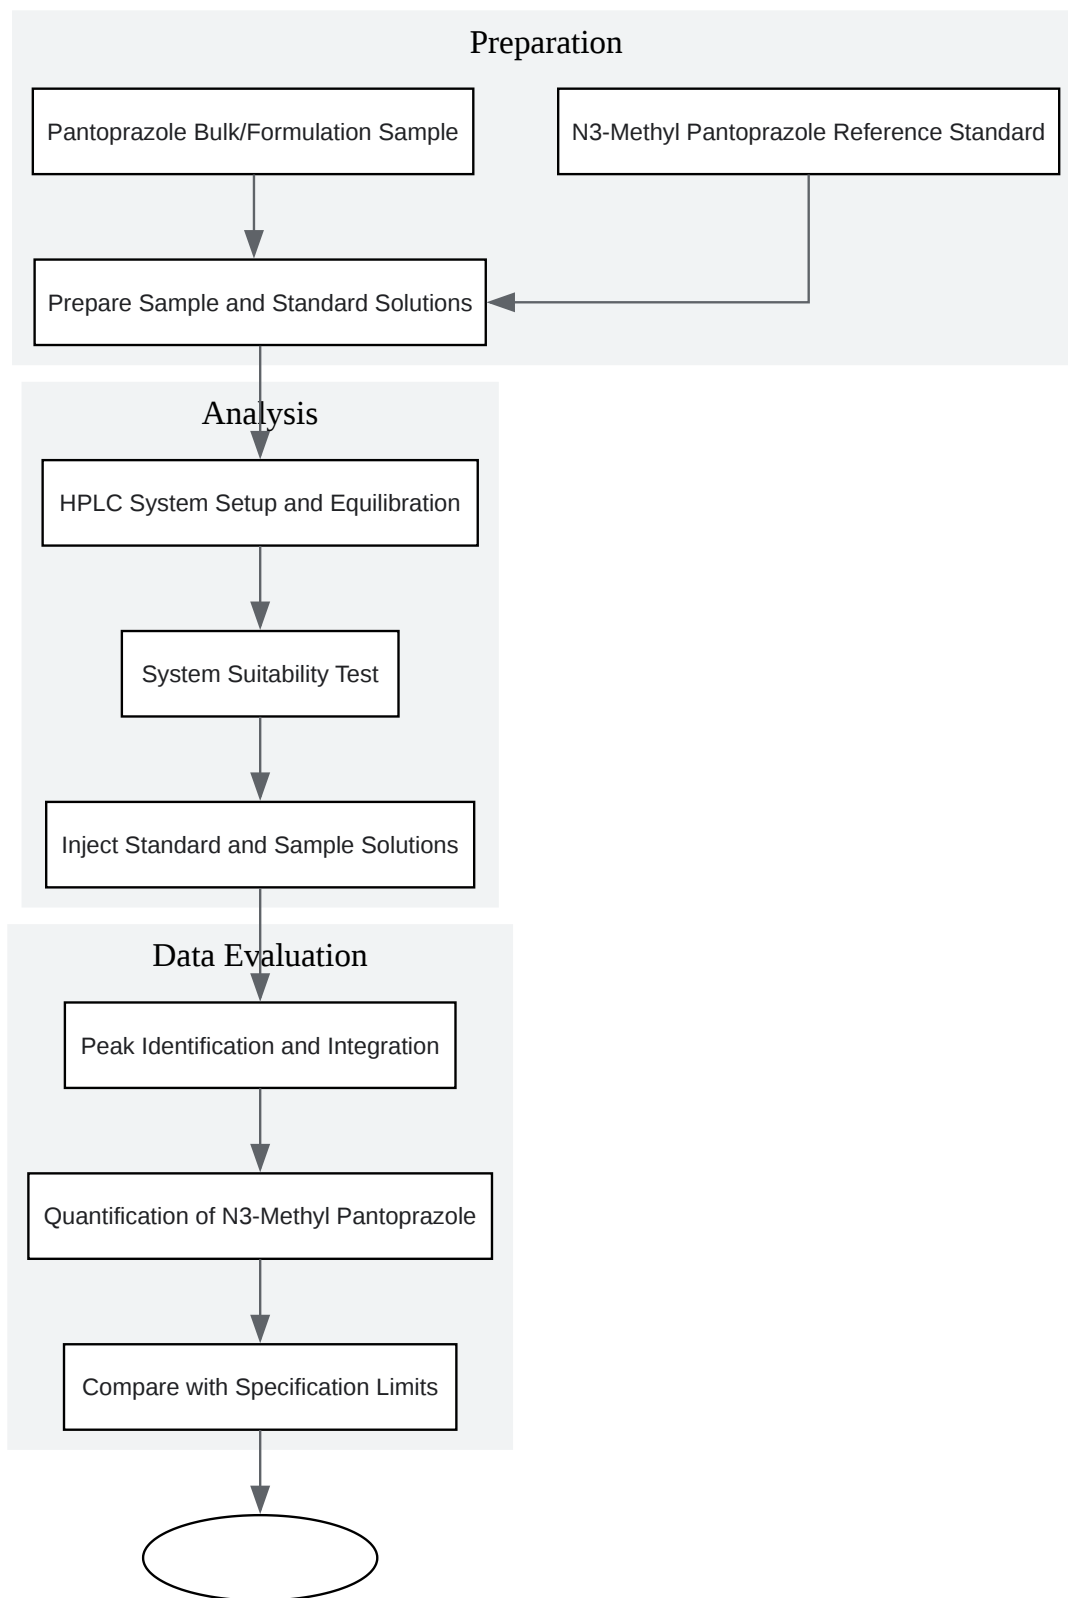 Preparation
Pantoprazole Bulk/Formulation Sample
N3-Methyl Pantoprazole Reference Standard
Prepare Sample and Standard Solutions
Analysis
HPLC System Setup and Equilibration
System Suitability Test
Inject Standard and Sample Solutions
Data Evaluation
Peak Identification and Integration
Quantification of N3-Methyl Pantoprazole
Compare with Specification Limits